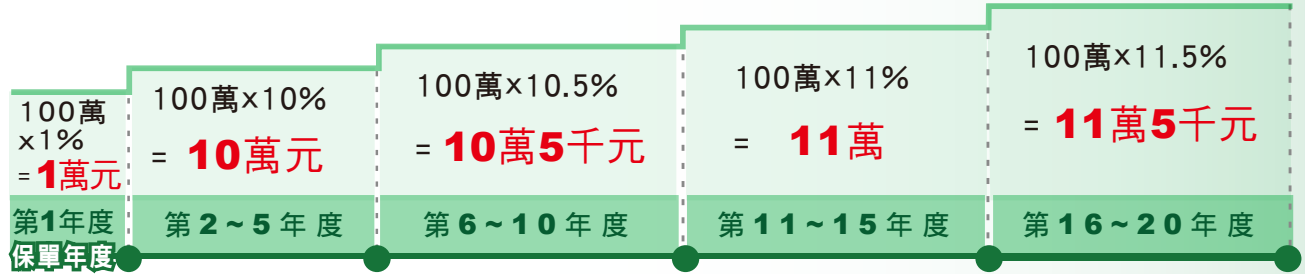 100萬
×1%
=1萬元
第1年度
保單年度
100萬×10%
= 10萬元
第2~5年度
100萬×10.5%
= 10萬5千元
第6~10年度
100萬×11%
= 11萬
第11~15年度
100萬×11.5%
= 11萬5千元
第16~20年度